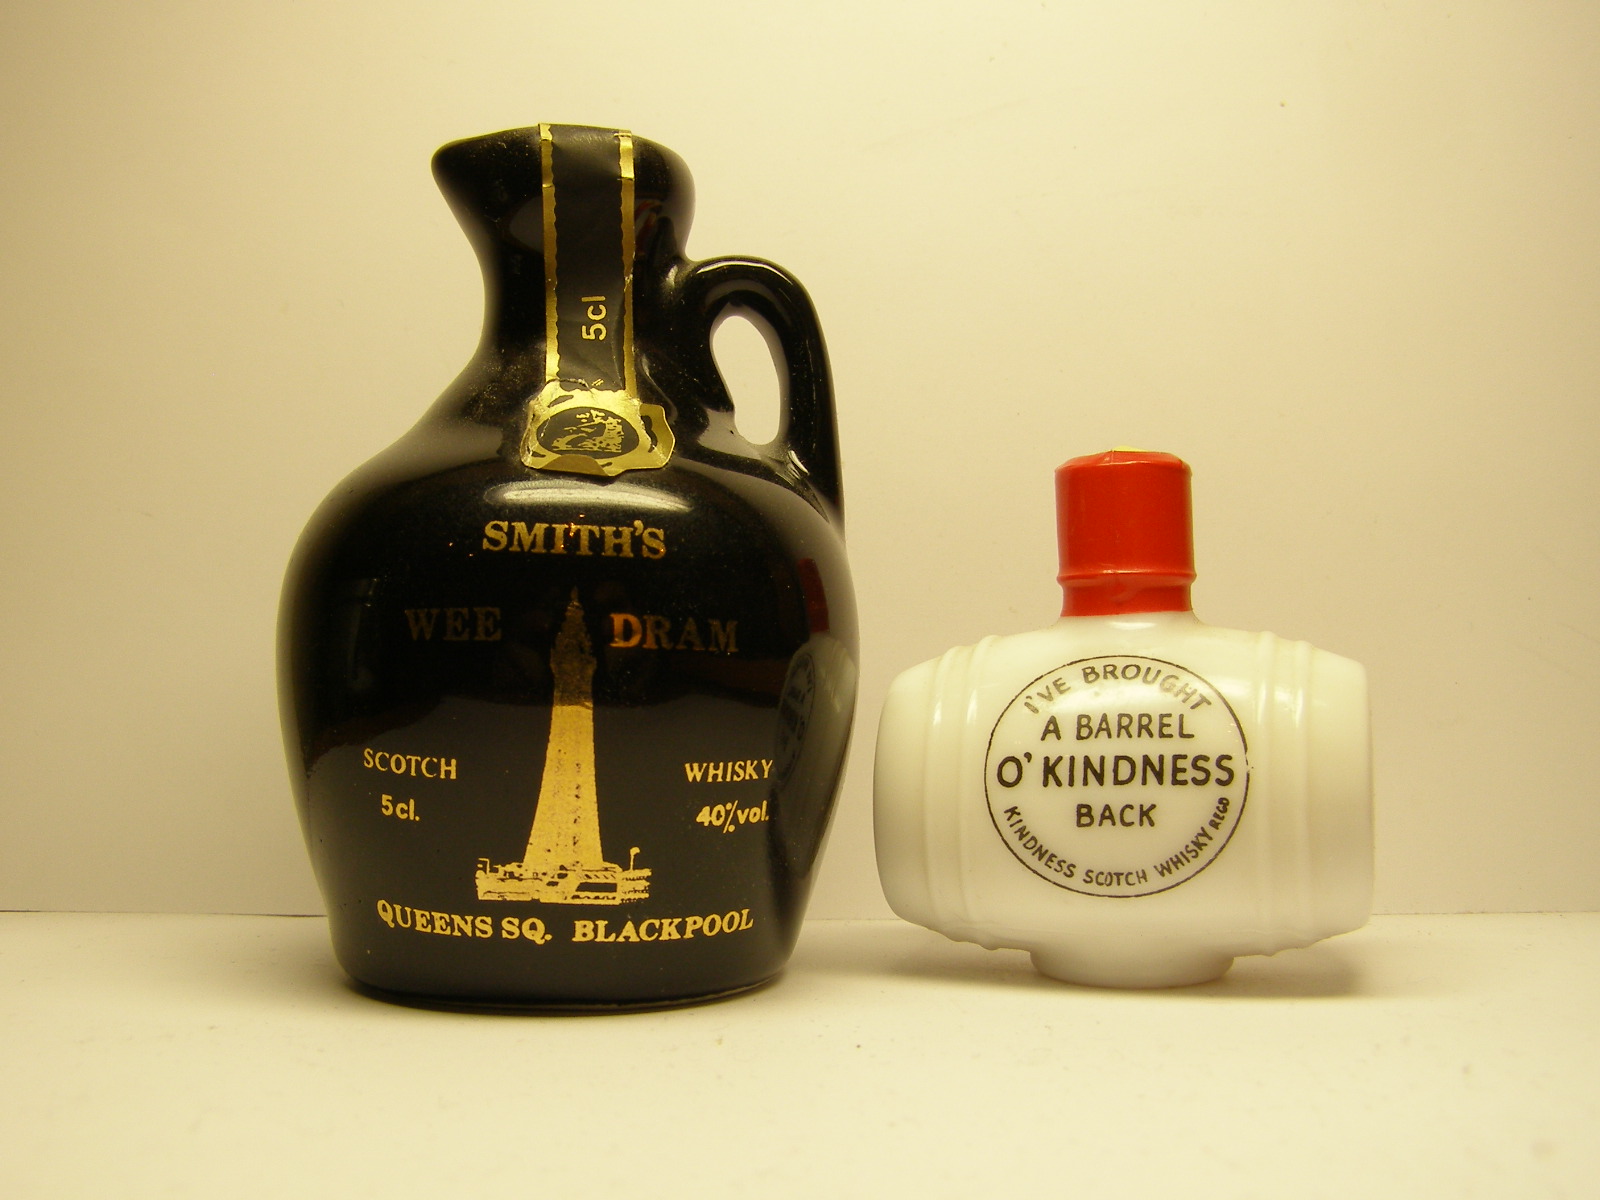 5cl
SMITH'S
WEE DRAM
SCOTCH WHISKY
5cl. 40%vol.
QUEENS SQ. BLACKPOOL
I'VE BROUGHT
A BARREL
O' KINDNESS
BACK
KINDNESS SCOTCH WHISKY REGD